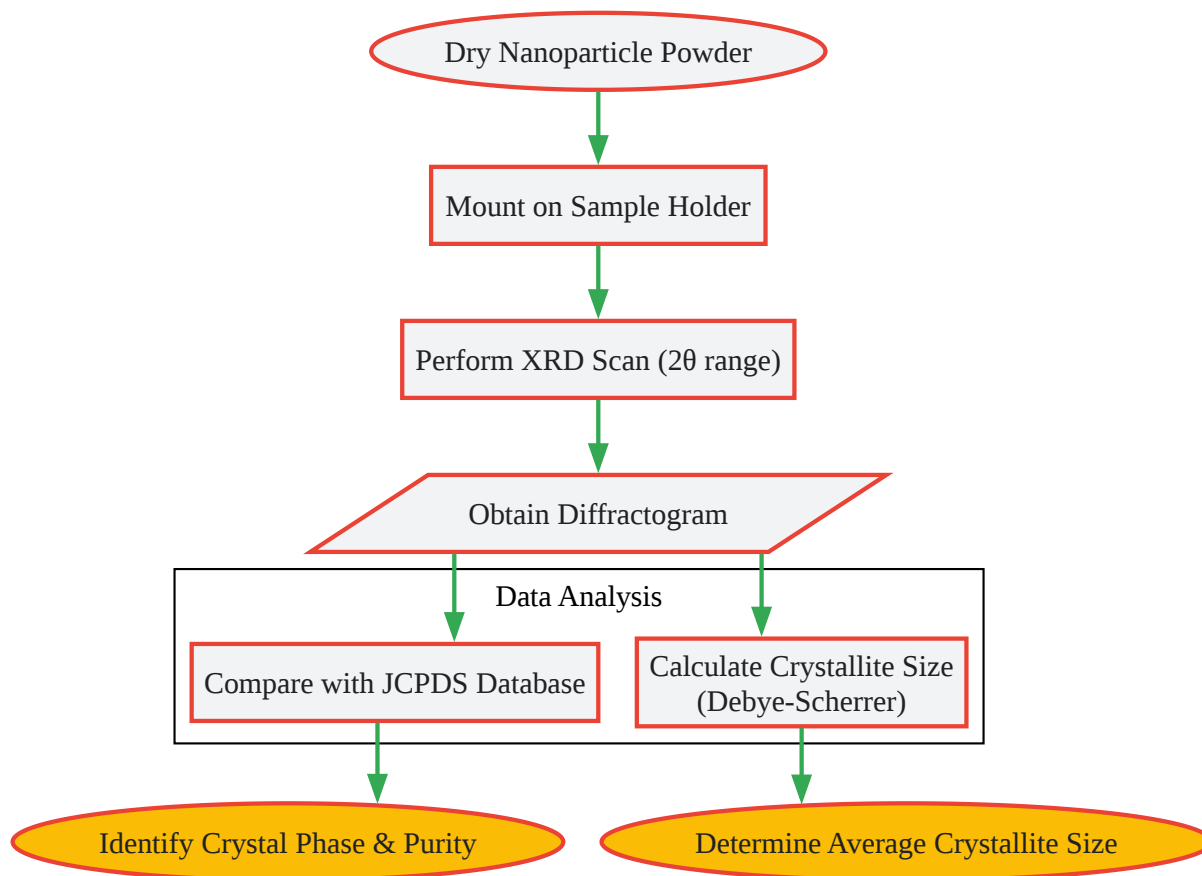 Dry Nanoparticle Powder
Mount on Sample Holder
Perform XRD Scan (2θ range)
Obtain Diffractogram
Data Analysis
Compare with JCPDS Database
Calculate Crystallite Size
(Debye-Scherrer)
Identify Crystal Phase & Purity
Determine Average Crystallite Size